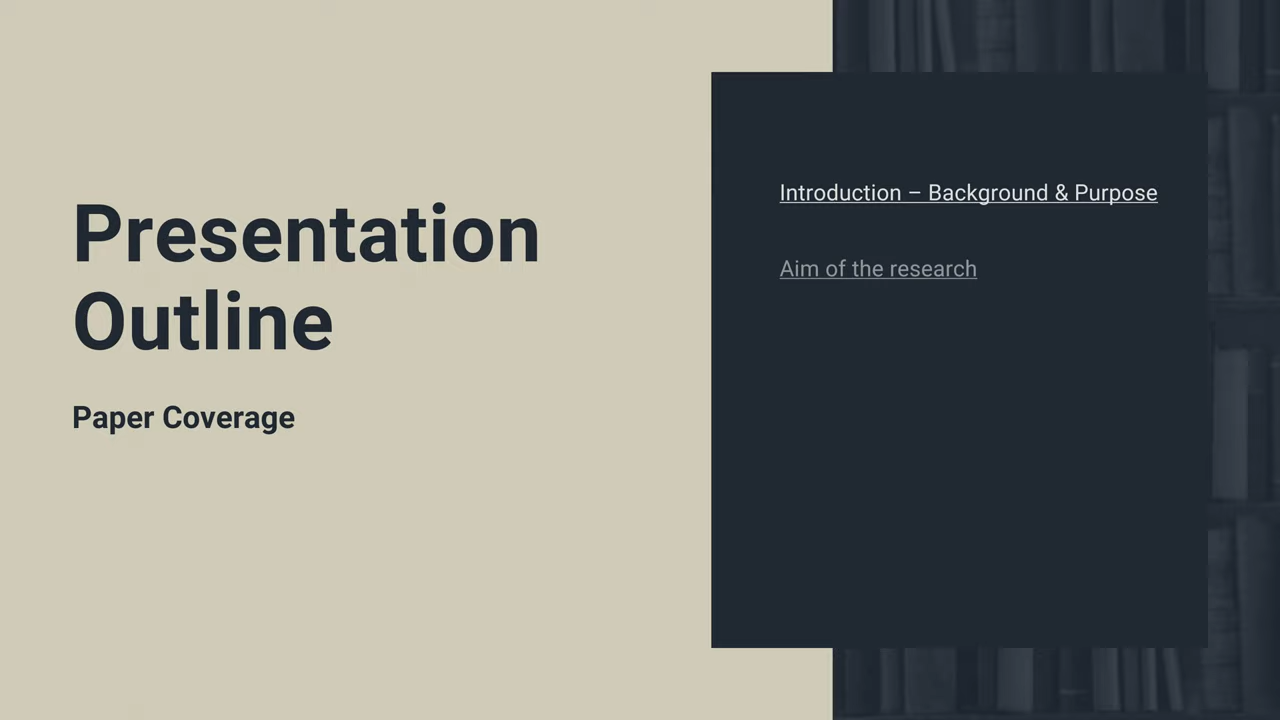 Presentation
Outline
Paper Coverage
Introduction – Background & Purpose
Aim of the research